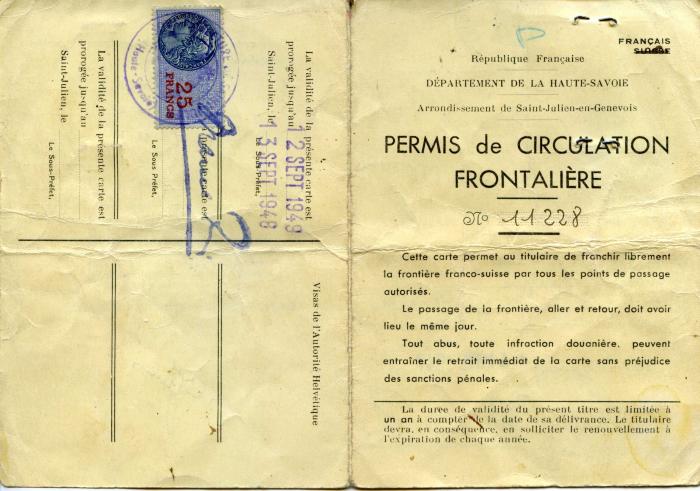 La validité de la présente carte est
prorogée jusqu'au
Saint-Julien, le
Le Sous-Préfet,
La validité de la présente carte est
prorogée jusqu'au 12 SEPT 1949
Saint-Julien, le 13 SEPT 1948
Le Sous-Préfet,
25
FRANCS
carte est
Visas de l'Autorité Helvétique
FRANÇAIS
SUISSE
République Française
DÉPARTEMENT DE LA HAUTE-SAVOIE
Arrondissement de Saint-Julien-en-Genevois
PERMIS de CIRCULATION
FRONTALIÈRE
No 11228
Cette carte permet au titulaire de franchir librement
la frontière franco-suisse par tous les points de passage
autorisés.
Le passage de la frontière, aller et retour, doit avoir
lieu le même jour.
Tout abus, toute infraction douanière, peuvent
entraîner le retrait immédiat de la carte sans préjudice
des sanctions pénales.
La durée de validité du présent titre est limitée à
un an à compter de la date de sa délivrance. Le titulaire
devra, en conséquence, en solliciter le renouvellement à
l'expiration de chaque année.